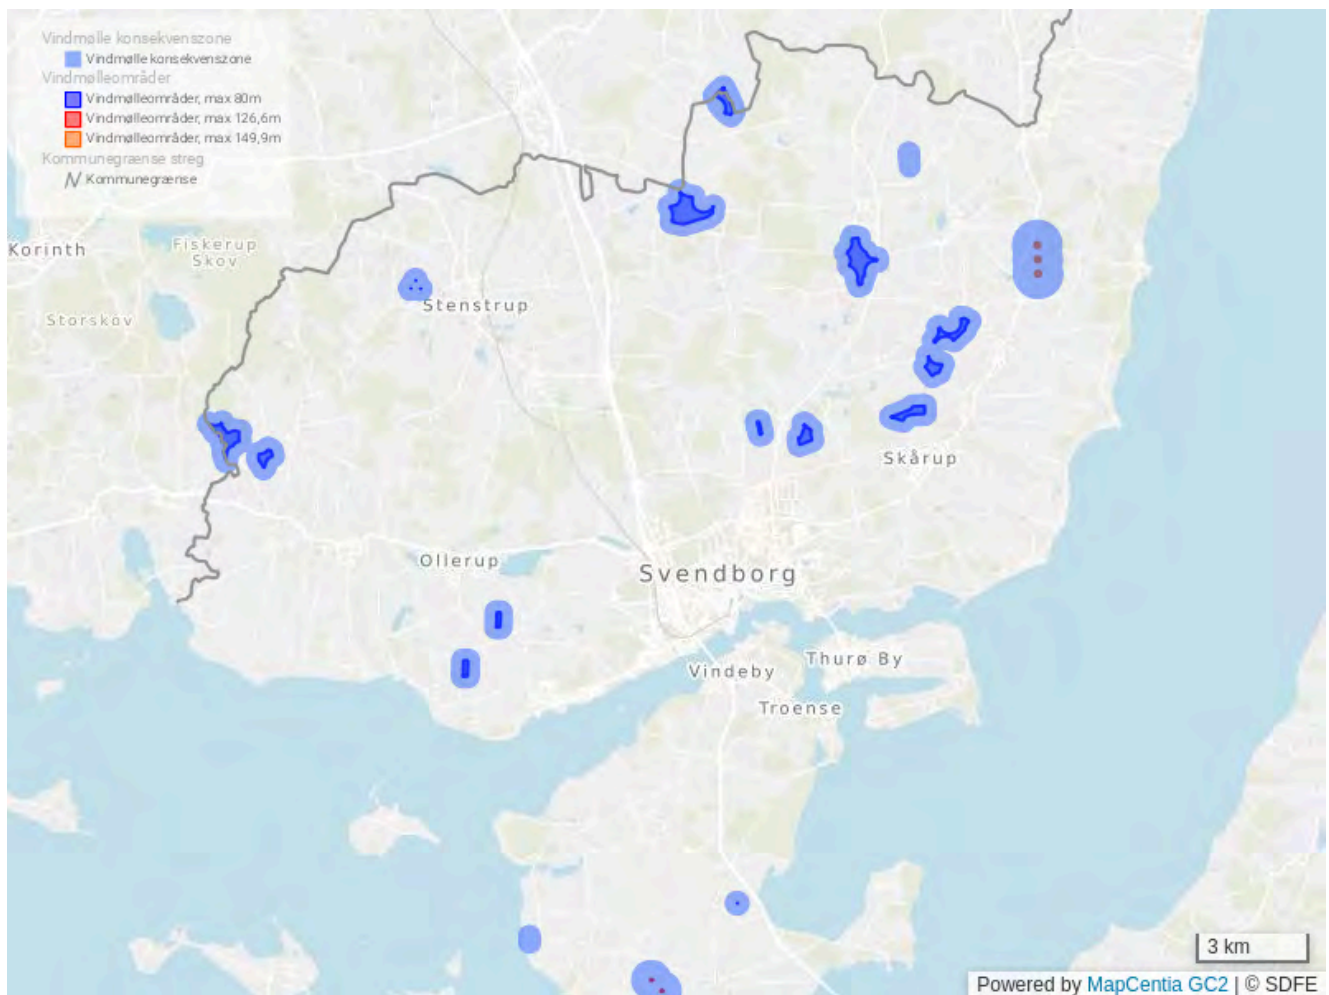 Vindmølle konsekvenszone
Vindmølle konsekvenszone
Vindmølleområder
Vindmølleområder, max 80m
Vindmølleområder, max 126,6m
Vindmølleområder, max 149,9m
Kommunegrænse streg
Kommunegrænse
Korinth
Fiskerup
Skov
Storskov
Stenstrup
Skårup
Ollerup
Svendborg
Vindeby
Thurø By
Troense
3 km
Powered by MapCentia GC2 | © SDFE